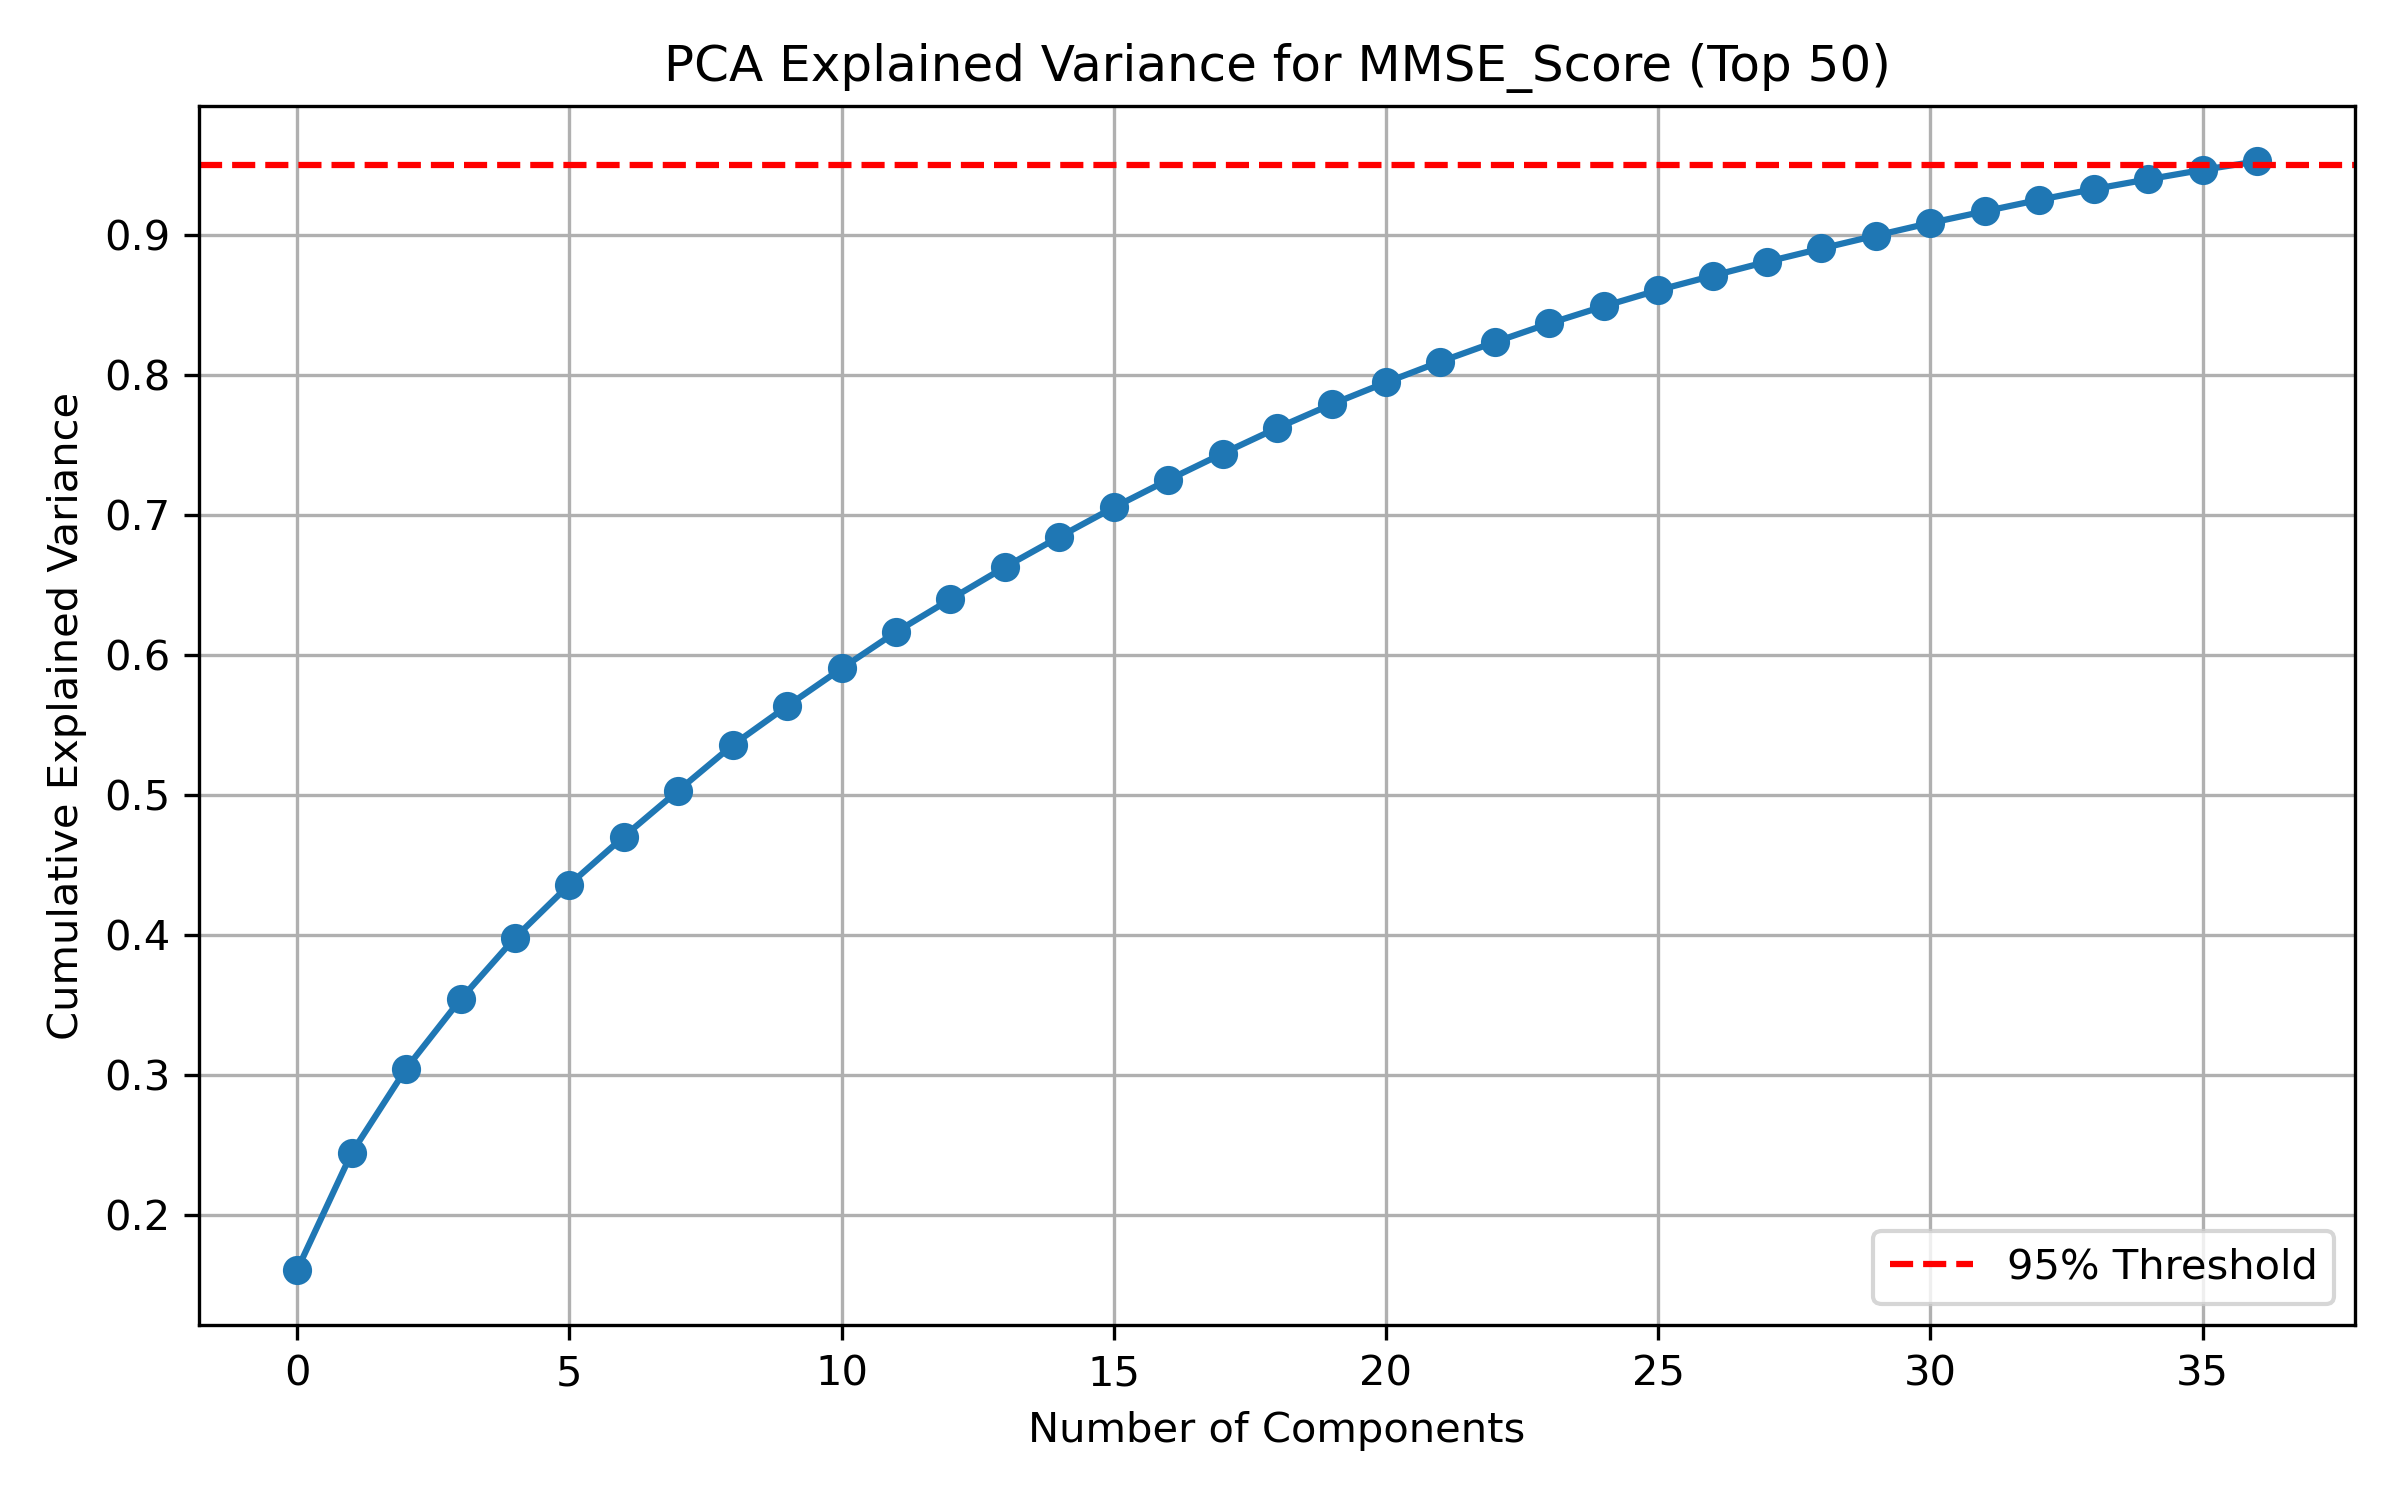 PCA Explained Variance for MMSE_Score (Top 50)
Cumulative Explained Variance
0.9
0.8
0.7
0.6
0.5
0.4
0.3
0.2
95% Threshold
0 5 10 15 20 25 30 35
Number of Components